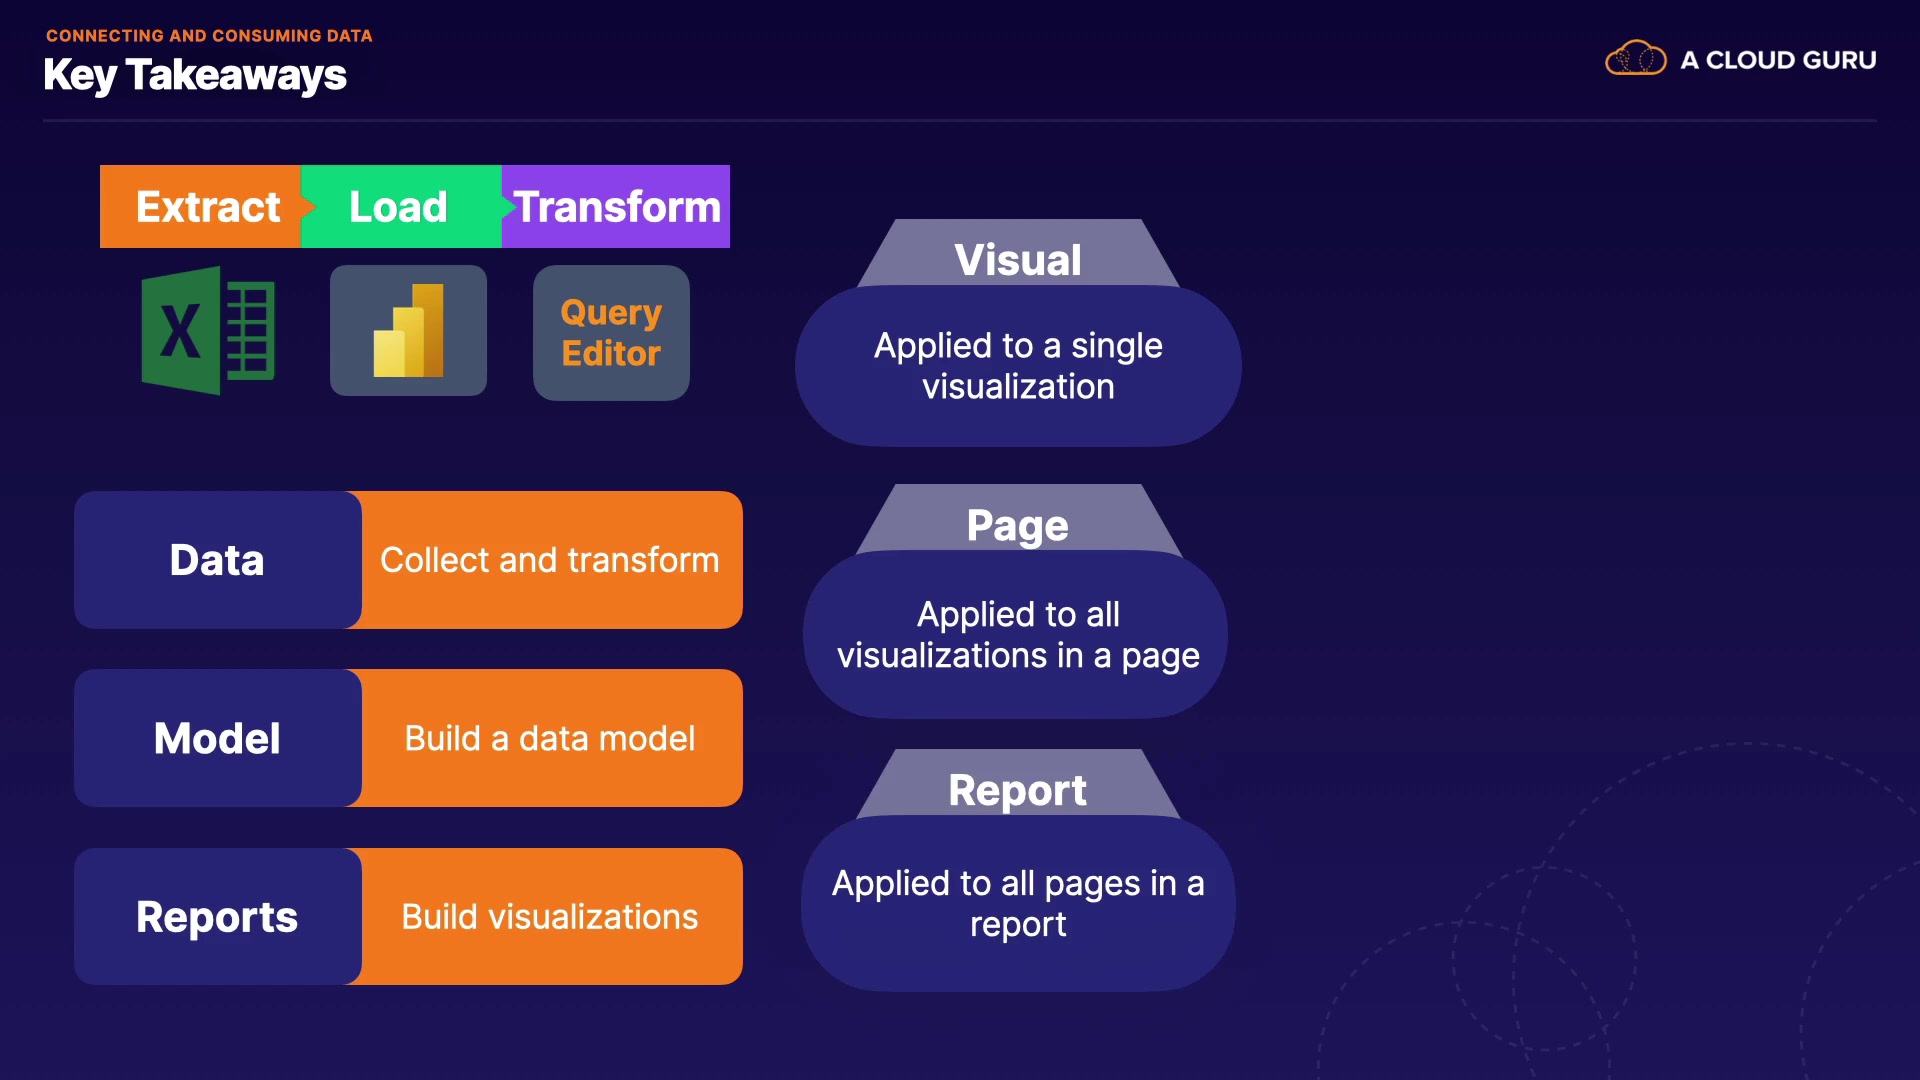 CONNECTING AND CONSUMING DATA
Key Takeaways
A CLOUD GURU
Extract
Load
Transform
X
Query
Editor
Data
Collect and transform
Model
Build a data model
Reports
Build visualizations
Visual
Applied to a single
visualization
Page
Applied to all
visualizations in a page
Report
Applied to all pages in a
report